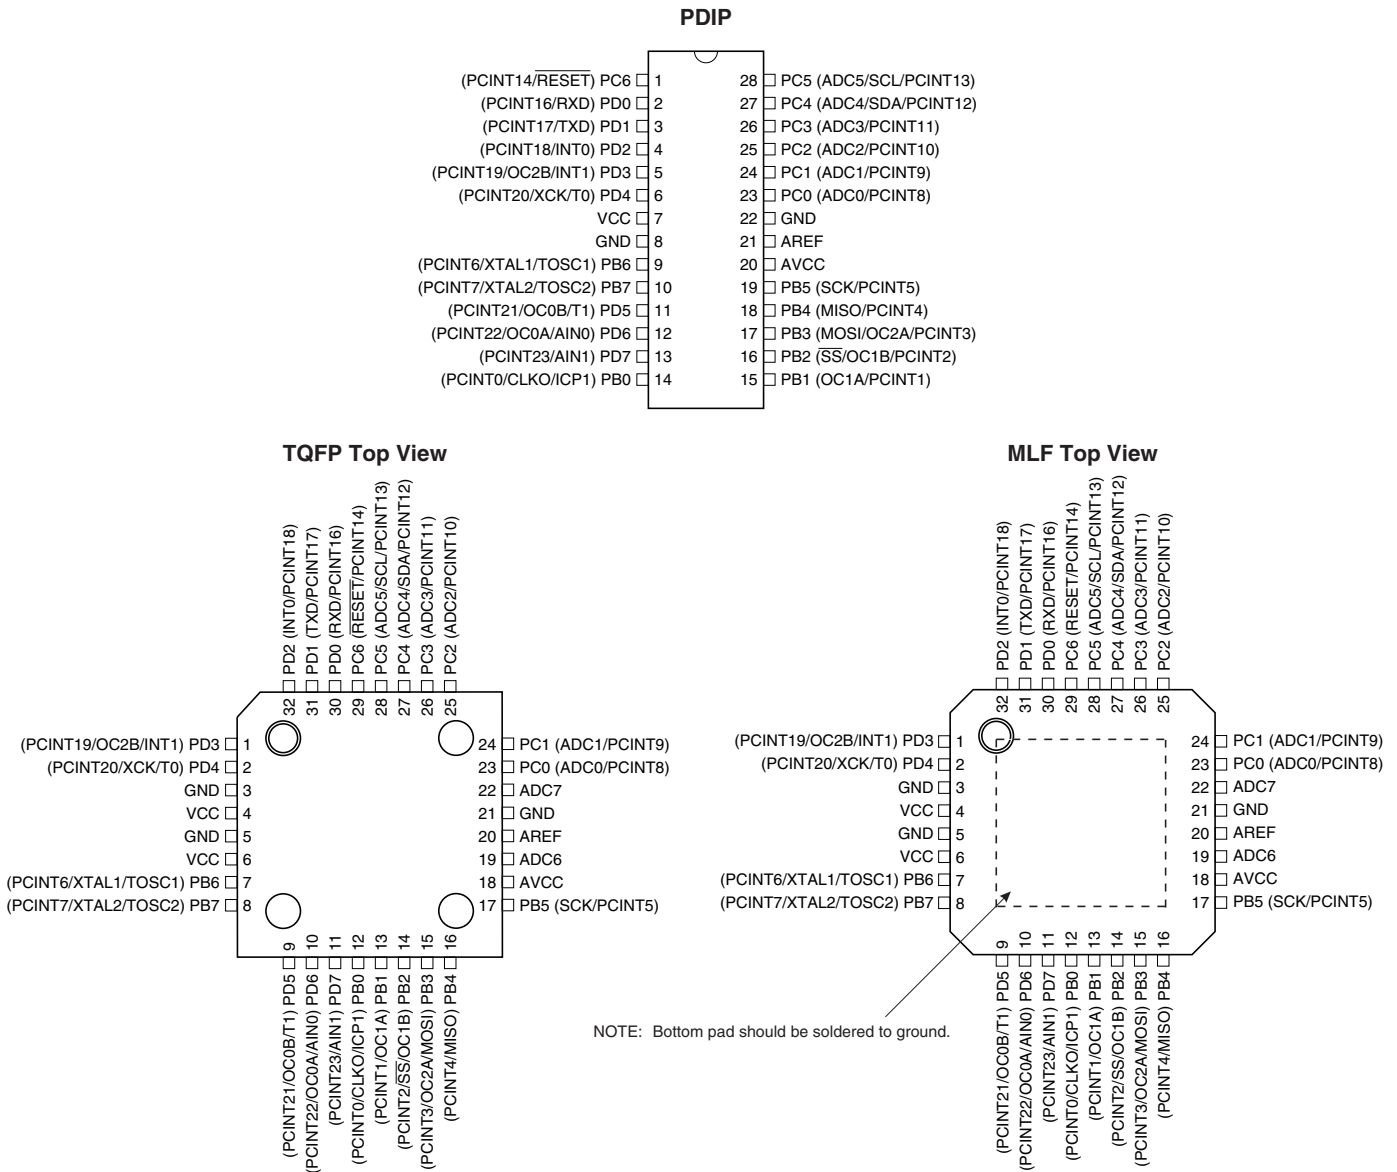 PDIP
(PCINT14/RESET) PC6 1 28 PC5 (ADC5/SCL/PCINT13)
(PCINT16/RXD) PD0 2 27 PC4 (ADC4/SDA/PCINT12)
(PCINT17/TXD) PD1 3 26 PC3 (ADC3/PCINT11)
(PCINT18/INT0) PD2 4 25 PC2 (ADC2/PCINT10)
(PCINT19/OC2B/INT1) PD3 5 24 PC1 (ADC1/PCINT9)
(PCINT20/XCK/T0) PD4 6 23 PC0 (ADC0/PCINT8)
VCC 7 22 GND
GND 8 21 AREF
(PCINT6/XTAL1/TOSC1) PB6 9 20 AVCC
(PCINT7/XTAL2/TOSC2) PB7 10 19 PB5 (SCK/PCINT5)
(PCINT21/OC0B/T1) PD5 11 18 PB4 (MISO/PCINT4)
(PCINT22/OC0A/AIN0) PD6 12 17 PB3 (MOSI/OC2A/PCINT3)
(PCINT23/AIN1) PD7 13 16 PB2 (SS/OC1B/PCINT2)
(PCINT0/CLKO/ICP1) PB0 14 15 PB1 (OC1A/PCINT1)
TQFP Top View
32 PD2 (INT0/PCINT18)
31 PD1 (TXD/PCINT17)
30 PD0 (RXD/PCINT16)
29 PC6 (RESET/PCINT14)
28 PC5 (ADC5/SCL/PCINT13)
27 PC4 (ADC4/SDA/PCINT12)
26 PC3 (ADC3/PCINT11)
25 PC2 (ADC2/PCINT10)
(PCINT19/OC2B/INT1) PD3 1 24 PC1 (ADC1/PCINT9)
(PCINT20/XCK/T0) PD4 2 23 PC0 (ADC0/PCINT8)
GND 3 22 ADC7
VCC 4 21 GND
GND 5 20 AREF
VCC 6 19 ADC6
(PCINT6/XTAL1/TOSC1) PB6 7 18 AVCC
(PCINT7/XTAL2/TOSC2) PB7 8 17 PB5 (SCK/PCINT5)
(PCINT21/OC0B/T1) PD5 9
(PCINT22/OC0A/AIN0) PD6 10
(PCINT23/AIN1) PD7 11
(PCINT0/CLKO/ICP1) PB0 12
(PCINT1/OC1A) PB1 13
(PCINT2/SS/OC1B) PB2 14
(PCINT3/OC2A/MOSI) PB3 15
(PCINT4/MISO) PB4 16
MLF Top View
32 PD2 (INT0/PCINT18)
31 PD1 (TXD/PCINT17)
30 PD0 (RXD/PCINT16)
29 PC6 (RESET/PCINT14)
28 PC5 (ADC5/SCL/PCINT13)
27 PC4 (ADC4/SDA/PCINT12)
26 PC3 (ADC3/PCINT11)
25 PC2 (ADC2/PCINT10)
(PCINT19/OC2B/INT1) PD3 1 24 PC1 (ADC1/PCINT9)
(PCINT20/XCK/T0) PD4 2 23 PC0 (ADC0/PCINT8)
GND 3 22 ADC7
VCC 4 21 GND
GND 5 20 AREF
VCC 6 19 ADC6
(PCINT6/XTAL1/TOSC1) PB6 7 18 AVCC
(PCINT7/XTAL2/TOSC2) PB7 8 17 PB5 (SCK/PCINT5)
(PCINT21/OC0B/T1) PD5 9
(PCINT22/OC0A/AIN0) PD6 10
(PCINT23/AIN1) PD7 11
(PCINT0/CLKO/ICP1) PB0 12
(PCINT1/OC1A) PB1 13
(PCINT2/SS/OC1B) PB2 14
(PCINT3/OC2A/MOSI) PB3 15
(PCINT4/MISO) PB4 16
NOTE: Bottom pad should be soldered to ground.